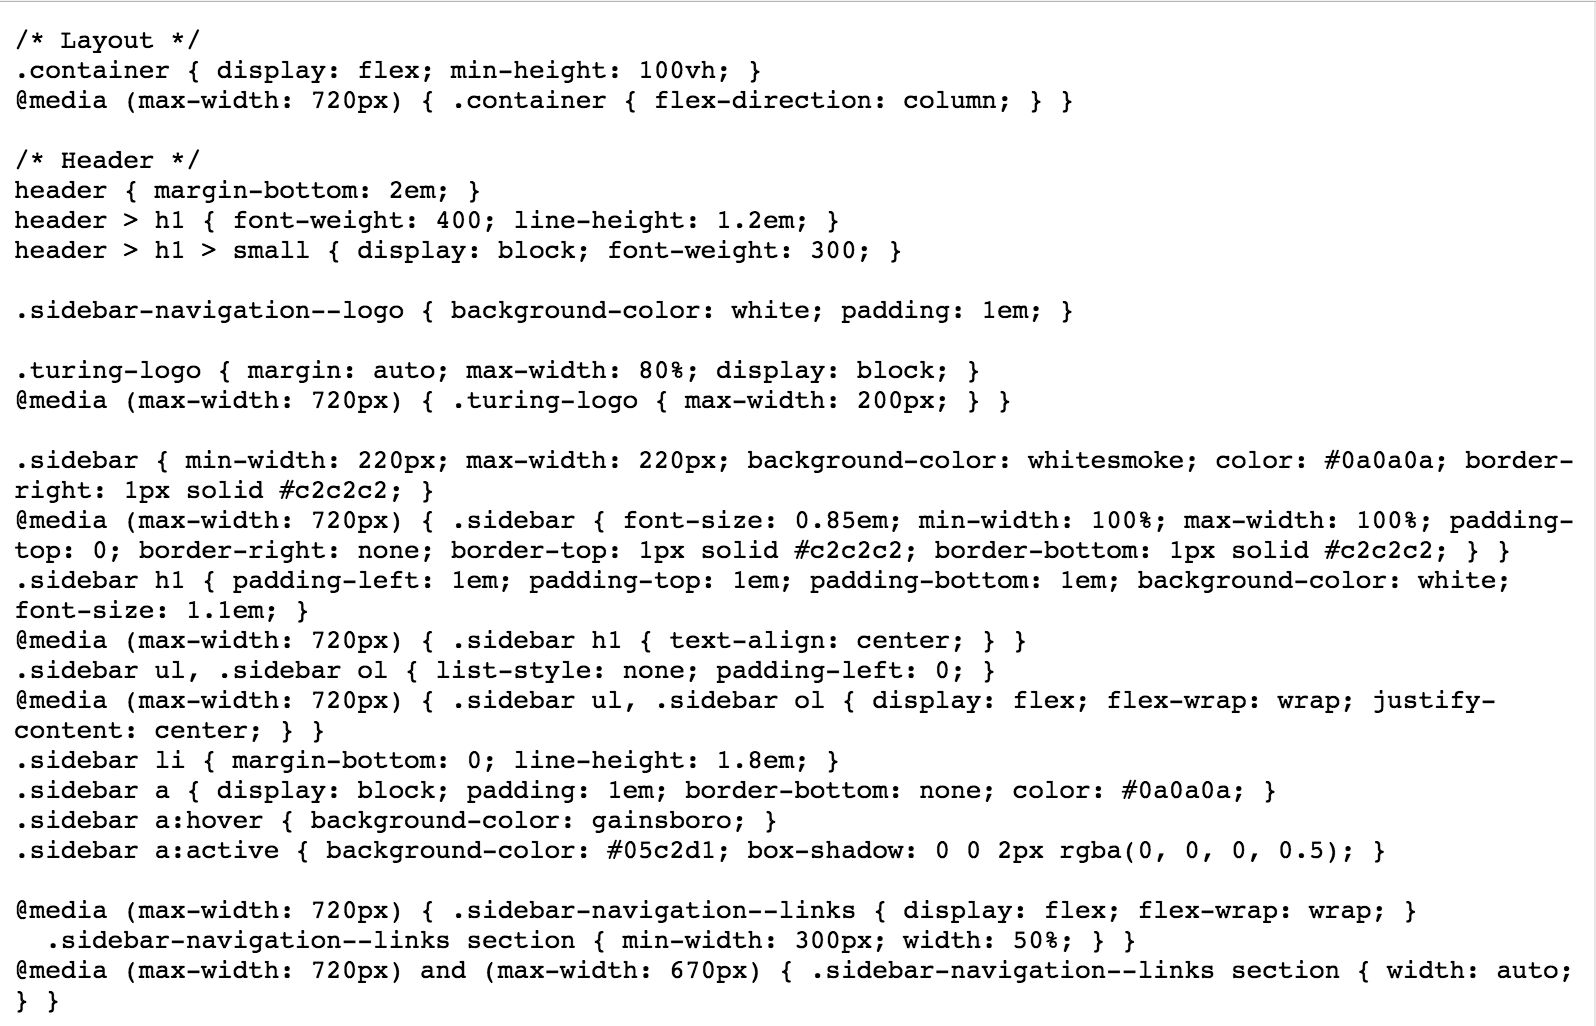 /* Layout */
.container { display: flex; min-height: 100vh; }
@media (max-width: 720px) { .container { flex-direction: column; } }
/* Header */
header { margin-bottom: 2em; }
header > h1 { font-weight: 400; line-height: 1.2em; }
header > h1 > small { display: block; font-weight: 300; }
.sidebar-navigation--logo { background-color: white; padding: 1em; }
.turing-logo { margin: auto; max-width: 80%; display: block; }
@media (max-width: 720px) { .turing-logo { max-width: 200px; } }
.sidebar { min-width: 220px; max-width: 220px; background-color: whitesmoke; color: #0a0a0a; border-
right: 1px solid #c2c2c2; }
@media (max-width: 720px) { .sidebar { font-size: 0.85em; min-width: 100%; max-width: 100%; padding-
top: 0; border-right: none; border-top: 1px solid #c2c2c2; border-bottom: 1px solid #c2c2c2; } }
.sidebar h1 { padding-left: 1em; padding-top: 1em; padding-bottom: 1em; background-color: white;
font-size: 1.1em; }
@media (max-width: 720px) { .sidebar h1 { text-align: center; } }
.sidebar ul, .sidebar ol { list-style: none; padding-left: 0; }
@media (max-width: 720px) { .sidebar ul, .sidebar ol { display: flex; flex-wrap: wrap; justify-
content: center; } }
.sidebar li { margin-bottom: 0; line-height: 1.8em; }
.sidebar a { display: block; padding: 1em; border-bottom: none; color: #0a0a0a; }
.sidebar a:hover { background-color: gainsboro; }
.sidebar a:active { background-color: #05c2d1; box-shadow: 0 0 2px rgba(0, 0, 0, 0.5); }
@media (max-width: 720px) { .sidebar-navigation--links { display: flex; flex-wrap: wrap; }
  .sidebar-navigation--links section { min-width: 300px; width: 50%; } }
@media (max-width: 720px) and (max-width: 670px) { .sidebar-navigation--links section { width: auto;
} }